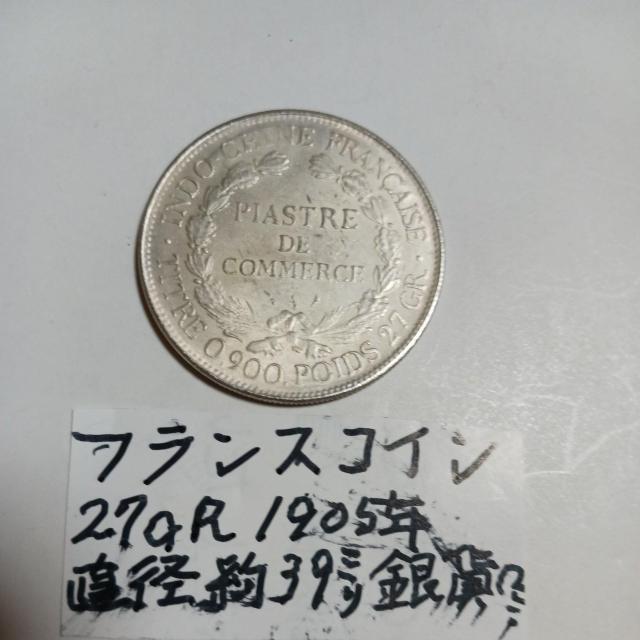 INDO-CHINE FRANÇAISE
PIASTRE
DE
COMMERCE
TITRE 0.900. POIDS 27 GR.
フランスコイン
27GR 1905年
直径約39ミリ銀貨?